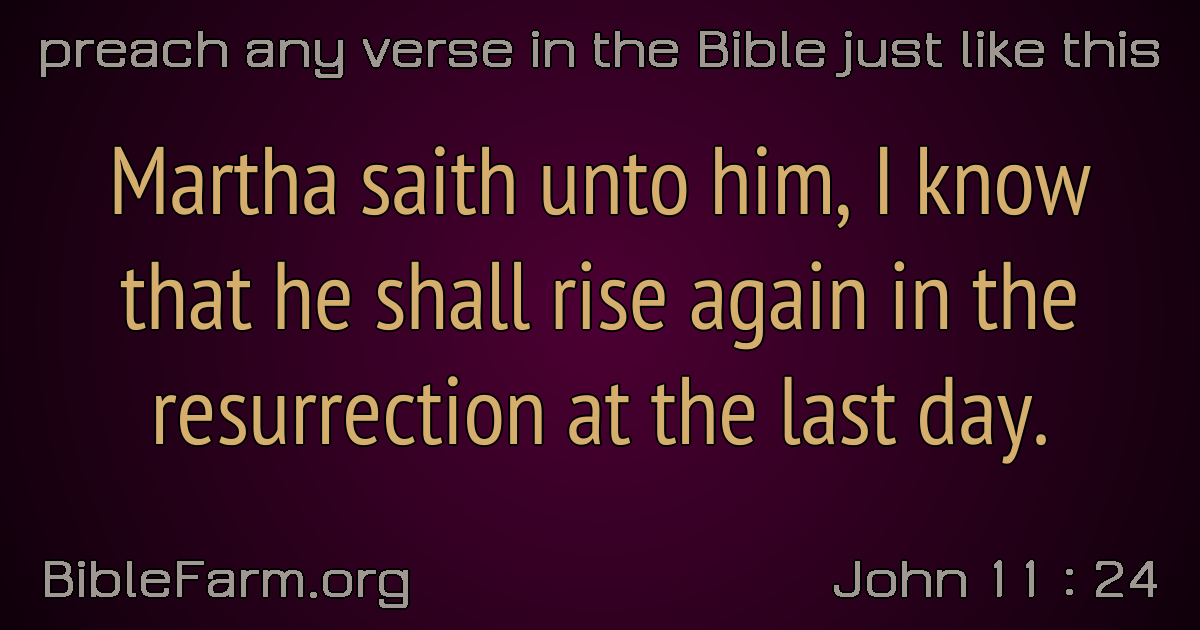 preach any verse in the Bible just like this
Martha saith unto him, I know
that he shall rise again in the
resurrection at the last day.
BibleFarm.org
John 11 : 24